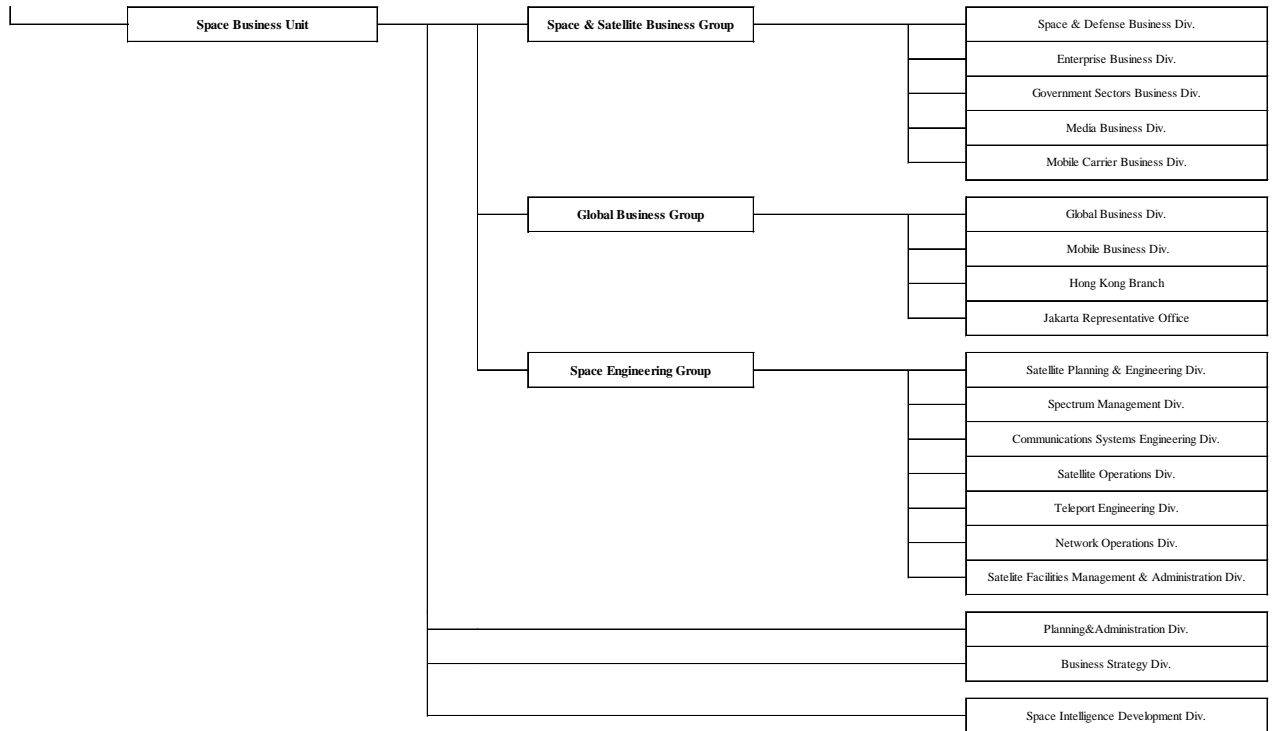 Space Business Unit
Space & Satellite Business Group
Space & Defense Business Div.
Enterprise Business Div.
Government Sectors Business Div.
Media Business Div.
Mobile Carrier Business Div.
Global Business Group
Global Business Div.
Mobile Business Div.
Hong Kong Branch
Jakarta Representative Office
Space Engineering Group
Satellite Planning & Engineering Div.
Spectrum Management Div.
Communications Systems Engineering Div.
Satellite Operations Div.
Teleport Engineering Div.
Network Operations Div.
Satelite Facilities Management & Administration Div.
Planning&Administration Div.
Business Strategy Div.
Space Intelligence Development Div.